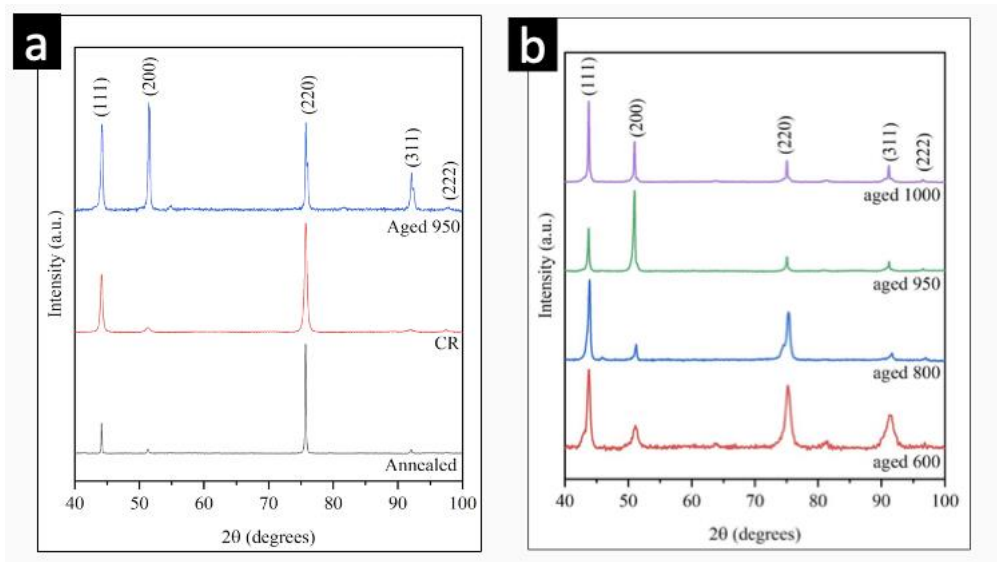 a
(111)
(200)
(220)
(311)
(222)
Aged 950
CR
Annealed
Intensity (a.u.)
40 50 60 70 80 90 100
2θ (degrees)
b
(111)
(200)
(220)
(311)
(222)
aged 1000
aged 950
aged 800
aged 600
Intensity (a.u.)
40 50 60 70 80 90 100
2θ (degrees)